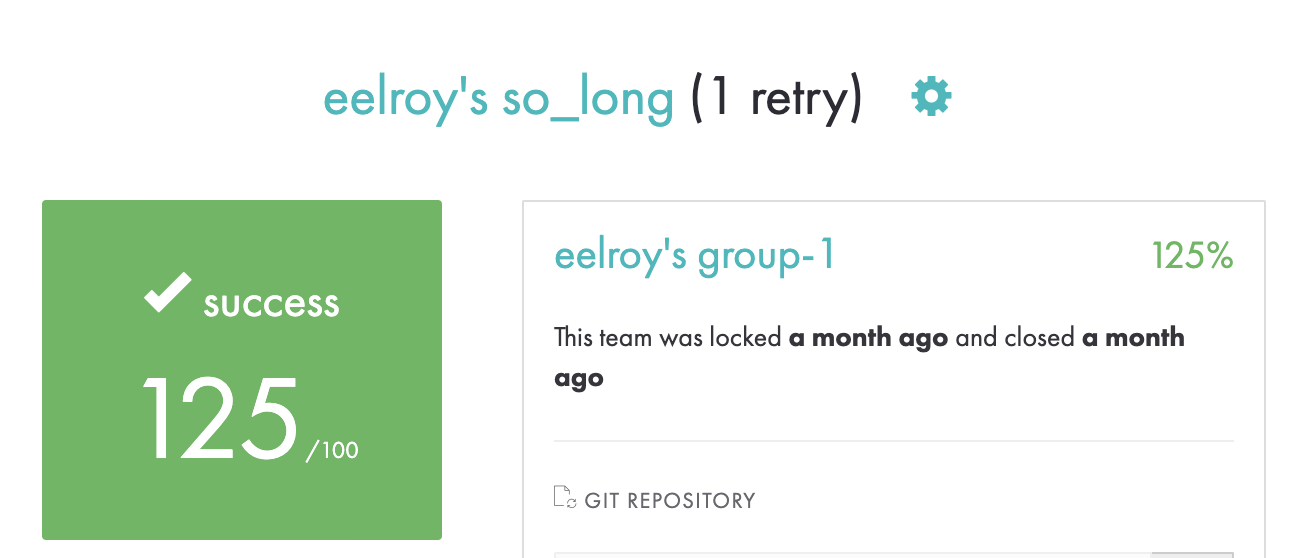 eelroy's so_long (1 retry)
success
125 /100
eelroy's group-1 125%
This team was locked a month ago and closed a month
ago
GIT REPOSITORY